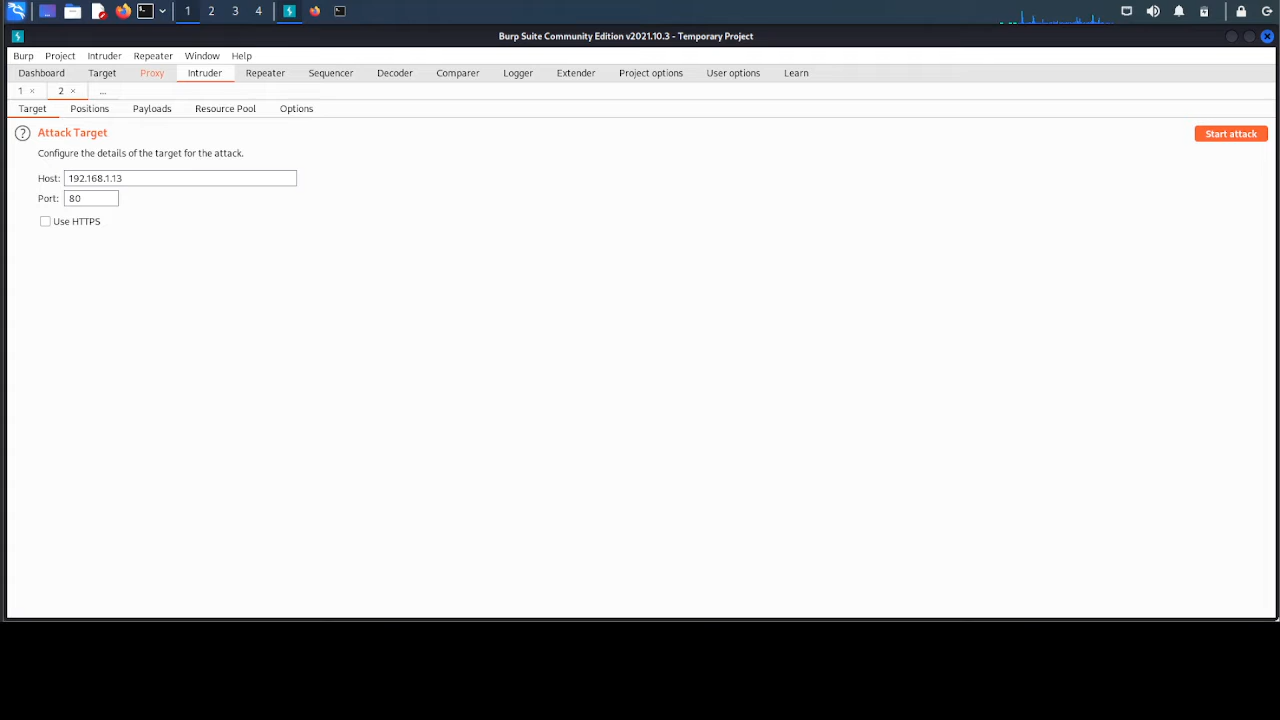 1 2 3 4
Burp Suite Community Edition v2021.10.3 - Temporary Project
Burp Project Intruder Repeater Window Help
Dashboard Target Proxy Intruder Repeater Sequencer Decoder Comparer Logger Extender Project options User options Learn
1 × 2 × ...
Target Positions Payloads Resource Pool Options
? Attack Target Start attack
Configure the details of the target for the attack.
Host: 192.168.1.13
Port: 80
Use HTTPS